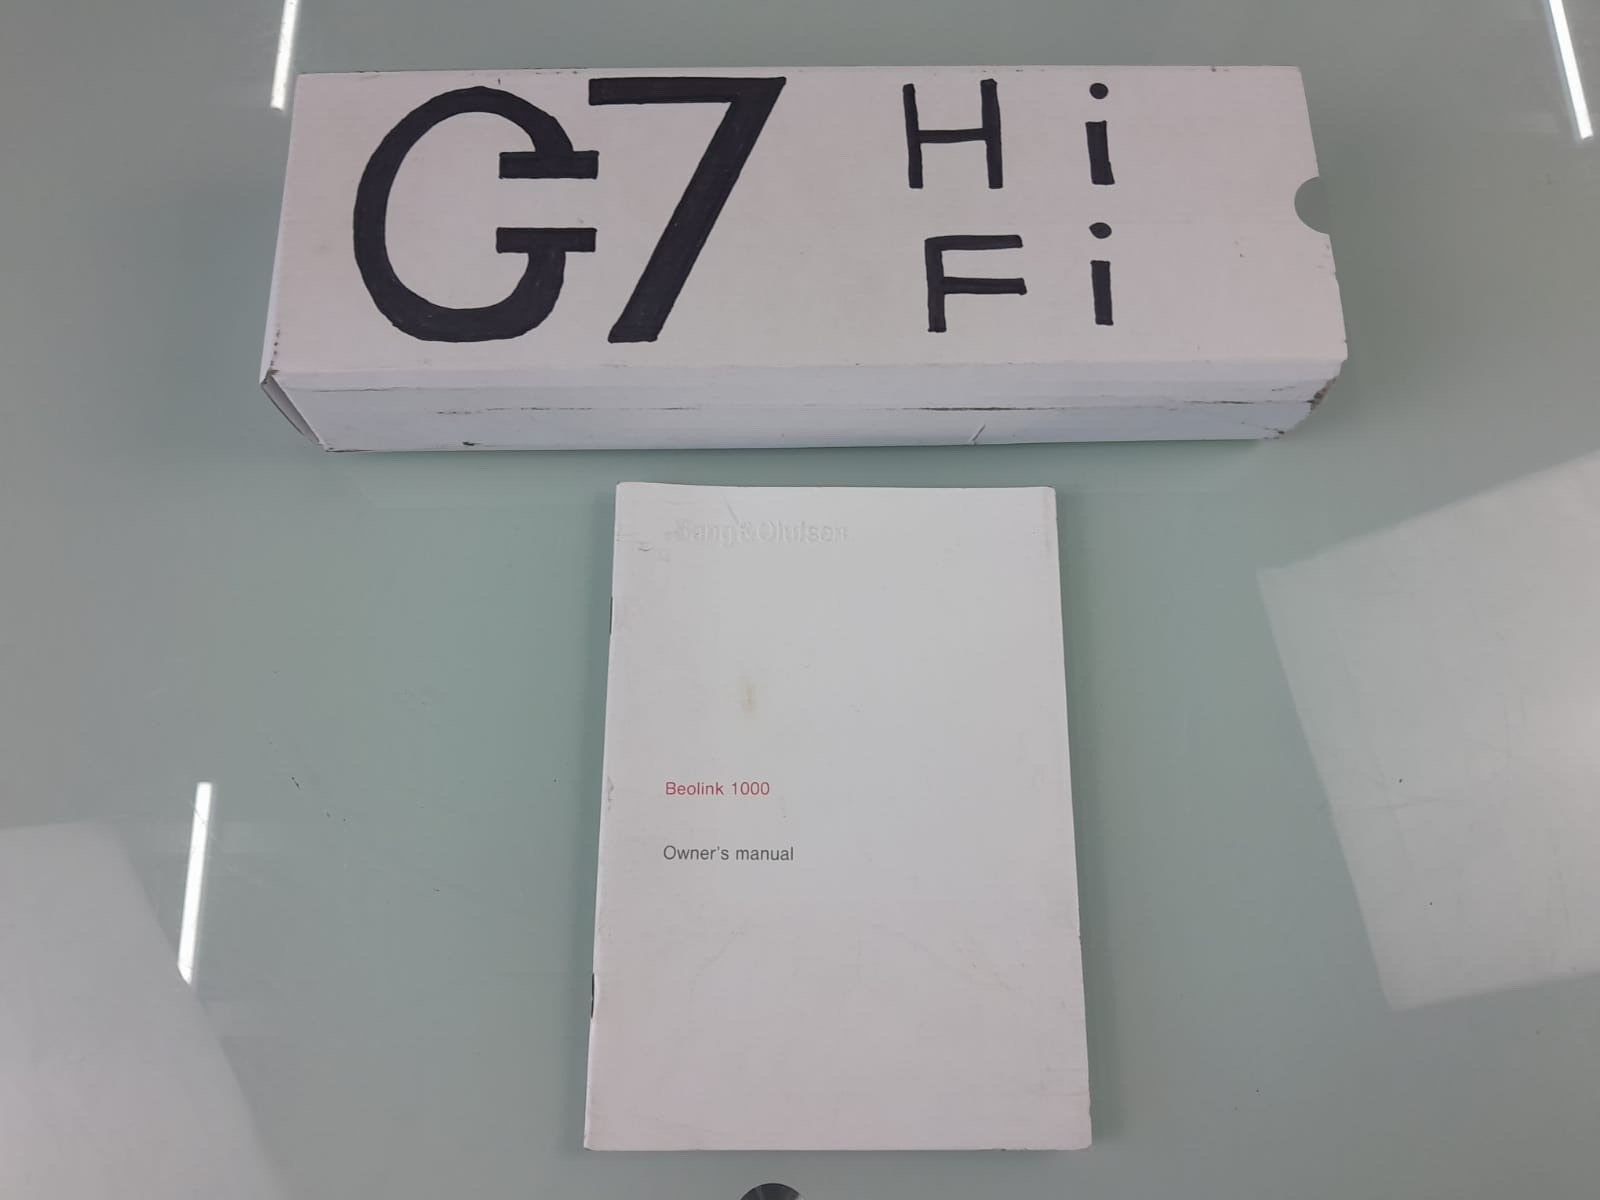 G7 Hi
Fi
Bang&Olufsen
Beolink 1000
Owner's manual